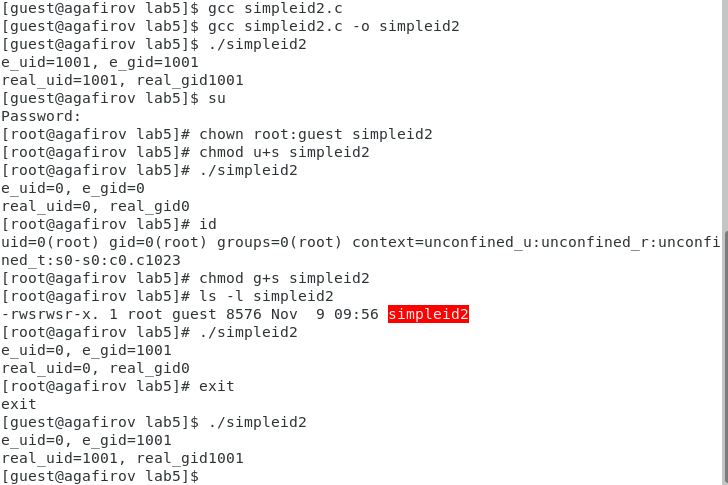 [guest@agafirov lab5]$ gcc simpleid2.c
[guest@agafirov lab5]$ gcc simpleid2.c -o simpleid2
[guest@agafirov lab5]$ ./simpleid2
e_uid=1001, e_gid=1001
real_uid=1001, real_gid1001
[guest@agafirov lab5]$ su
Password:
[root@agafirov lab5]# chown root:guest simpleid2
[root@agafirov lab5]# chmod u+s simpleid2
[root@agafirov lab5]# ./simpleid2
e_uid=0, e_gid=0
real_uid=0, real_gid0
[root@agafirov lab5]# id
uid=0(root) gid=0(root) groups=0(root) context=unconfined_u:unconfined_r:unconfi
ned_t:s0-s0:c0.c1023
[root@agafirov lab5]# chmod g+s simpleid2
[root@agafirov lab5]# ls -l simpleid2
-rwsrwsr-x. 1 root guest 8576 Nov  9 09:56 simpleid2
[root@agafirov lab5]# ./simpleid2
e_uid=0, e_gid=1001
real_uid=0, real_gid0
[root@agafirov lab5]# exit
exit
[guest@agafirov lab5]$ ./simpleid2
e_uid=0, e_gid=1001
real_uid=1001, real_gid1001
[guest@agafirov lab5]$